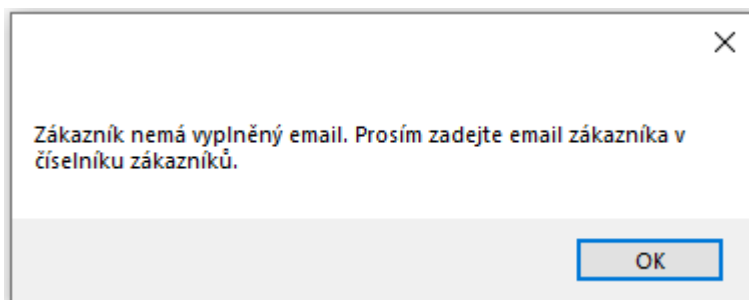 Zákazník nemá vyplněný email. Prosím zadejte email zákazníka v
číselníku zákazníků.
OK